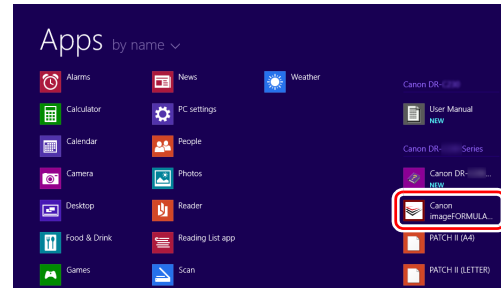 Apps by name
Alarms
Calculator
Calendar
Camera
Desktop
Food & Drink
Games
News
PC settings
People
Photos
Reader
Reading List app
Scan
Weather
Canon DR-
User Manual
NEW
Canon DR- Series
Canon DR- ...
NEW
Canon
imageFORMULA...
PATCH II (A4)
PATCH II (LETTER)